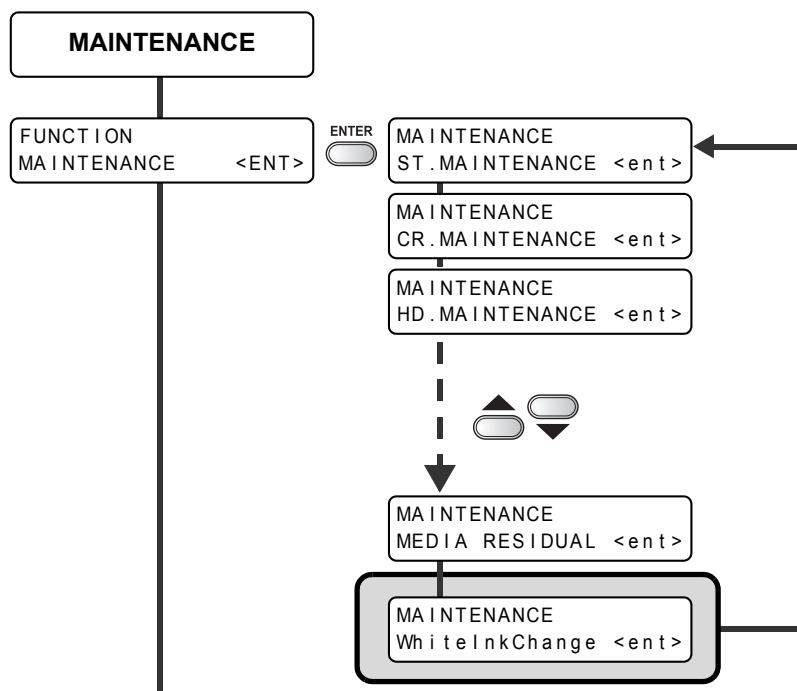 MAINTENANCE
FUNCTION
MAINTENANCE <ENT>
ENTER
MAINTENANCE
ST.MAINTENANCE <ent>
MAINTENANCE
CR.MAINTENANCE <ent>
MAINTENANCE
HD.MAINTENANCE <ent>
MAINTENANCE
MEDIA RESIDUAL <ent>
MAINTENANCE
WhiteInkChange <ent>